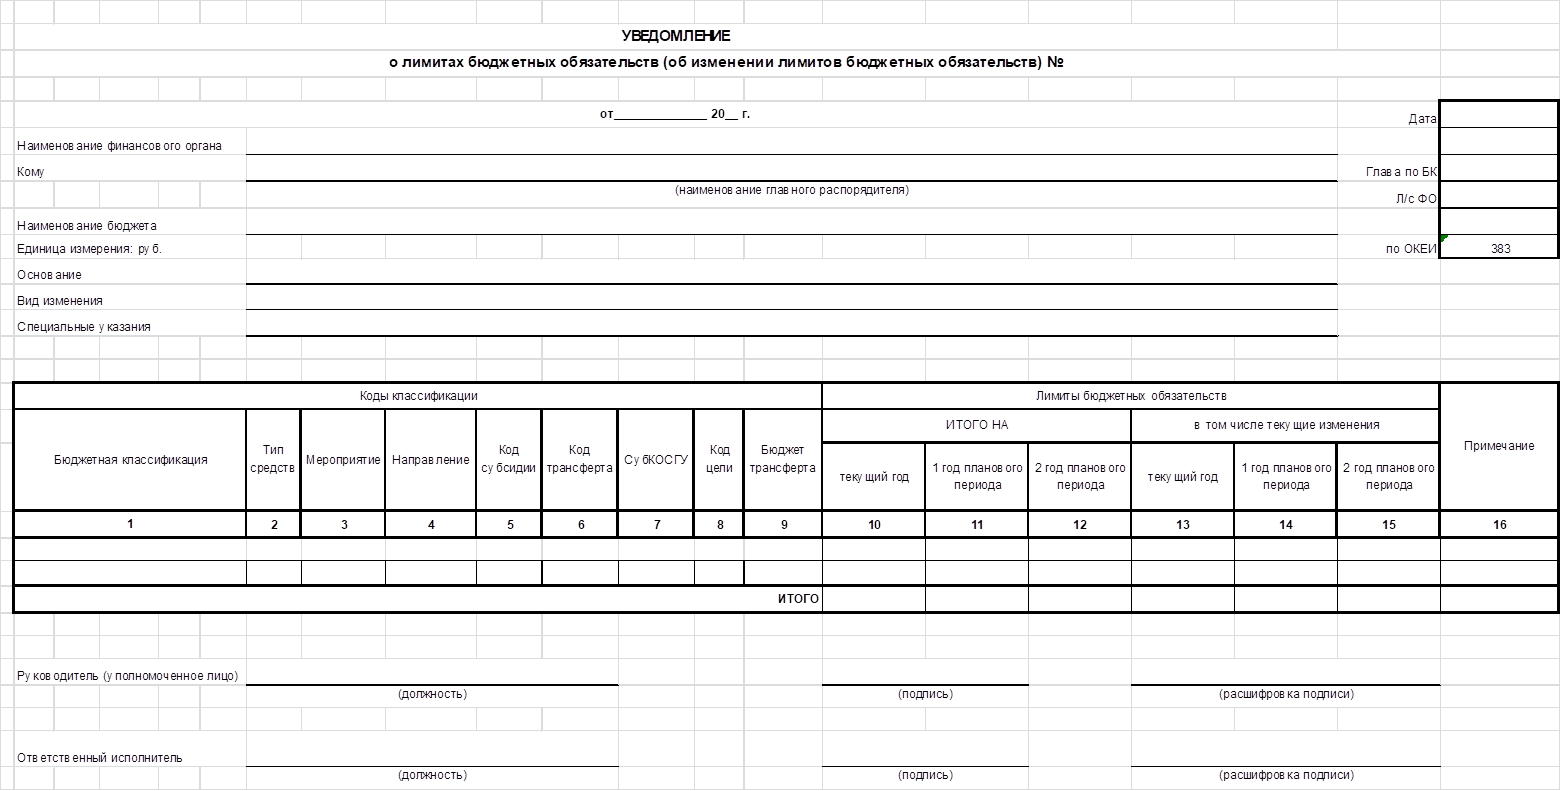 УВЕДОМЛЕНИЕ
о лимитах бюджетных обязательств (об изменении лимитов бюджетных обязательств) №
от______________ 20__ г.
Дата
Наименование финансового органа
Кому
Глава по БК
(наименование главного распорядителя)
Л/с ФО
Наименование бюджета
Единица измерения: руб.
по ОКЕИ
383
Основание
Вид изменения
Специальные указания
Коды классификации
Лимиты бюджетных обязательств
Примечание
Бюджетная классификация
Тип
средств
Мероприятие
Направление
Код
субсидии
Код
трансферта
СубКОСГУ
Код
цели
Бюджет
трансферта
ИТОГО НА
в том числе текущие изменения
текущий год
1 год планового
периода
2 год планового
периода
текущий год
1 год планового
периода
2 год планового
периода
1 2 3 4 5 6 7 8 9 10 11 12 13 14 15 16
ИТОГО
Руководитель (уполномоченное лицо)
(должность) (подпись) (расшифровка подписи)
Ответственный исполнитель
(должность) (подпись) (расшифровка подписи)